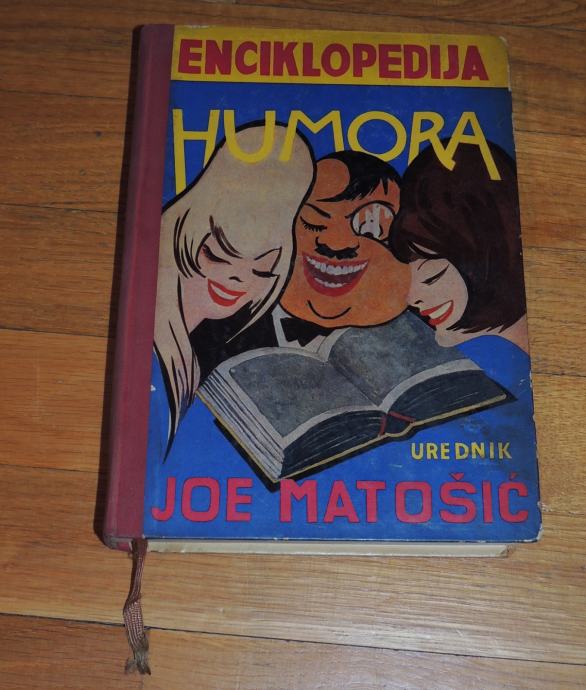 ENCIKLOPEDIJA
HUMORA
UREDNIK
JOE MATOŠIĆ